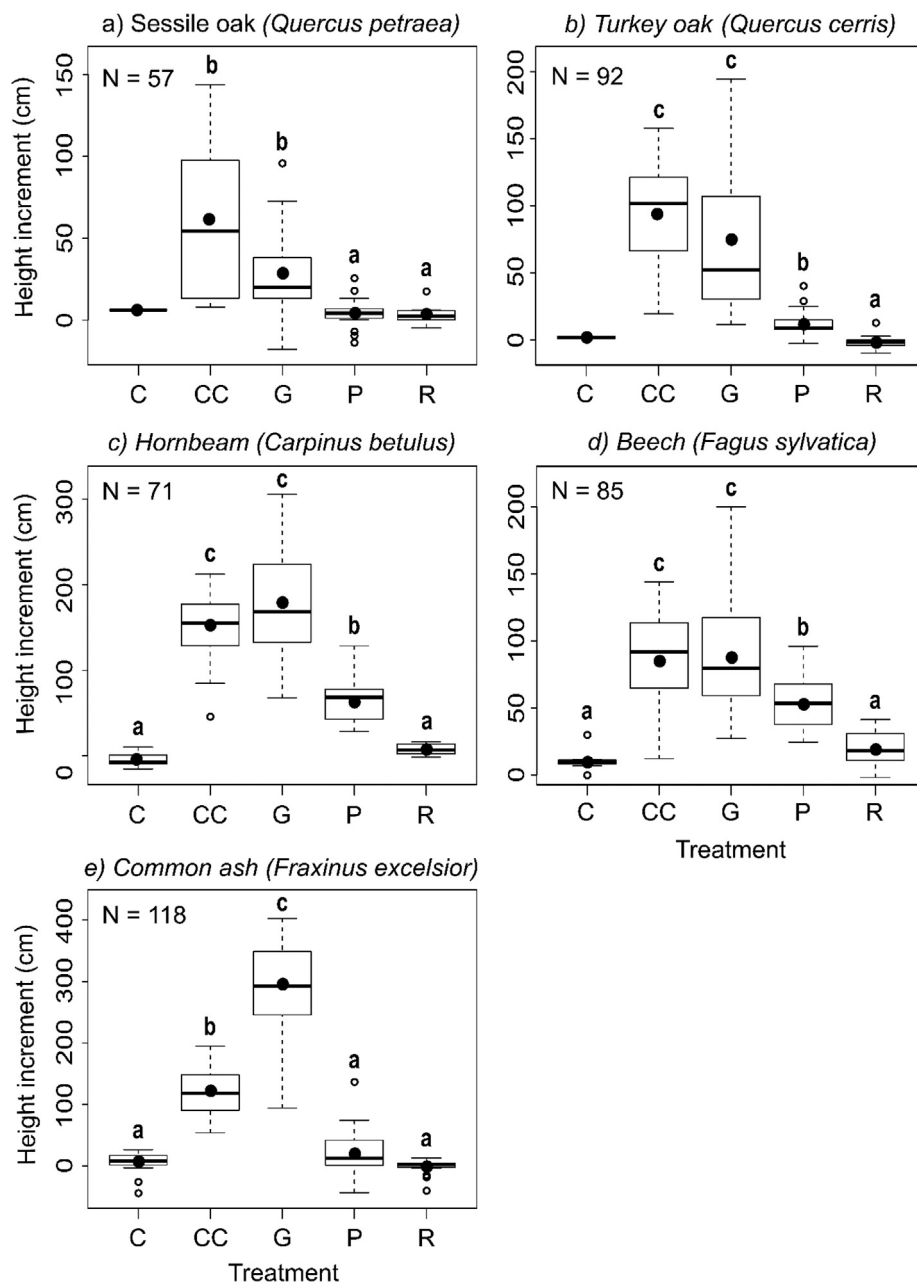 a) Sessile oak (Quercus petraea)
N = 57
Height increment (cm)
150
100
50
0
b
b
a
a
C CC G P R
b) Turkey oak (Quercus cerris)
N = 92
200
150
100
50
0
c
c
b
a
C CC G P R
c) Hornbeam (Carpinus betulus)
N = 71
Height increment (cm)
300
200
100
0
a
c
c
b
a
C CC G P R
d) Beech (Fagus sylvatica)
N = 85
200
150
100
50
0
a
c
c
b
a
C CC G P R
Treatment
e) Common ash (Fraxinus excelsior)
N = 118
Height increment (cm)
400
300
200
100
0
a
b
c
a
a
C CC G P R
Treatment